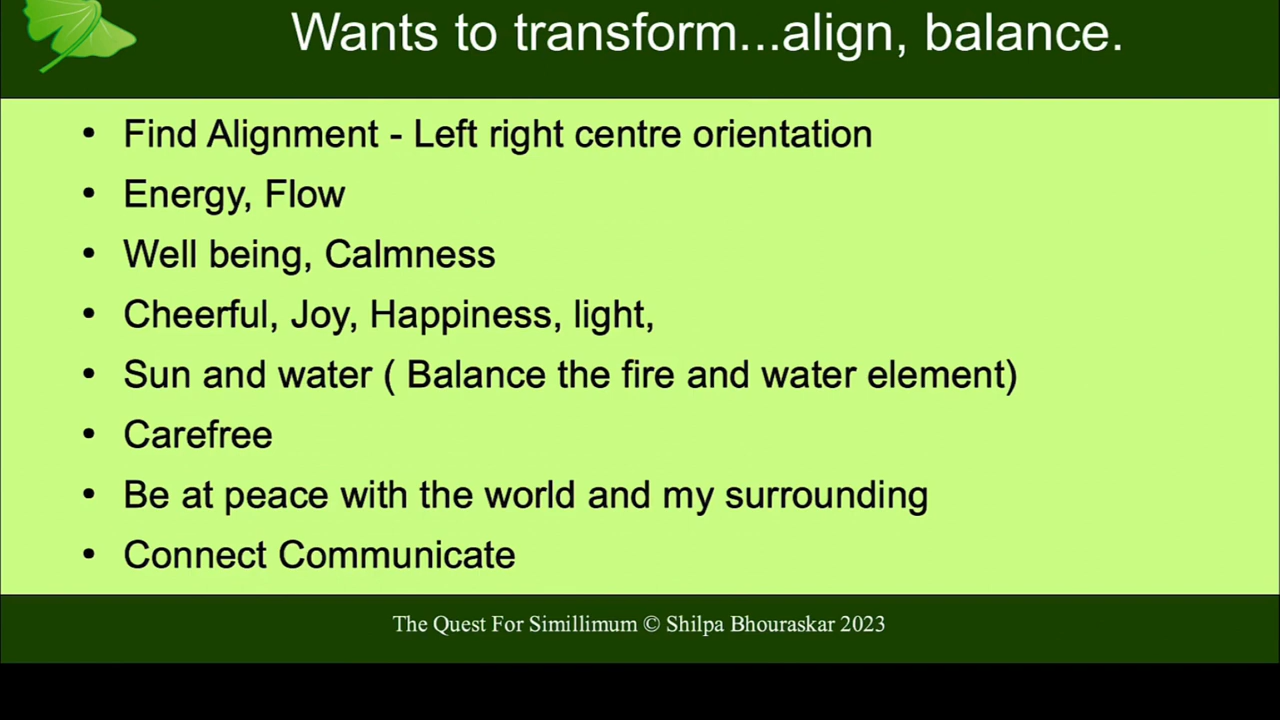 Wants to transform...align, balance.
• Find Alignment - Left right centre orientation
• Energy, Flow
• Well being, Calmness
• Cheerful, Joy, Happiness, light,
• Sun and water ( Balance the fire and water element)
• Carefree
• Be at peace with the world and my surrounding
• Connect Communicate
The Quest For Simillimum © Shilpa Bhouraskar 2023